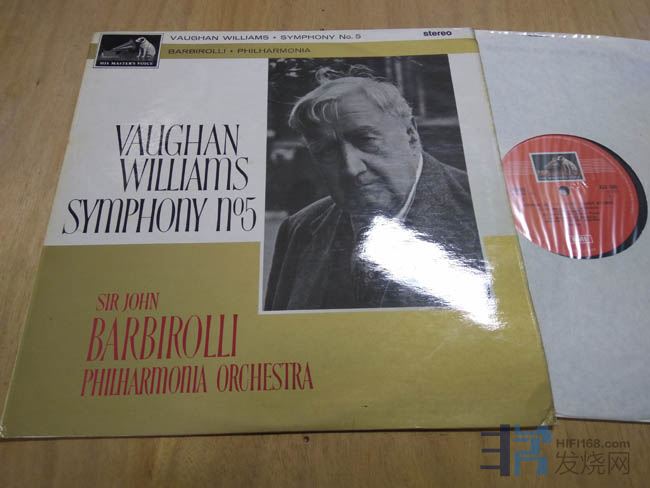 VAUGHAN WILLIAMS • SYMPHONY No. 5
stereo
BARBIROLLI • PHILHARMONIA
HIS MASTER'S VOICE
VAUGHAN
WILLIAMS
SYMPHONY Nº5
SIR JOHN
BARBIROLLI
PHILHARMONIA ORCHESTRA
HIFI168.com
发烧网